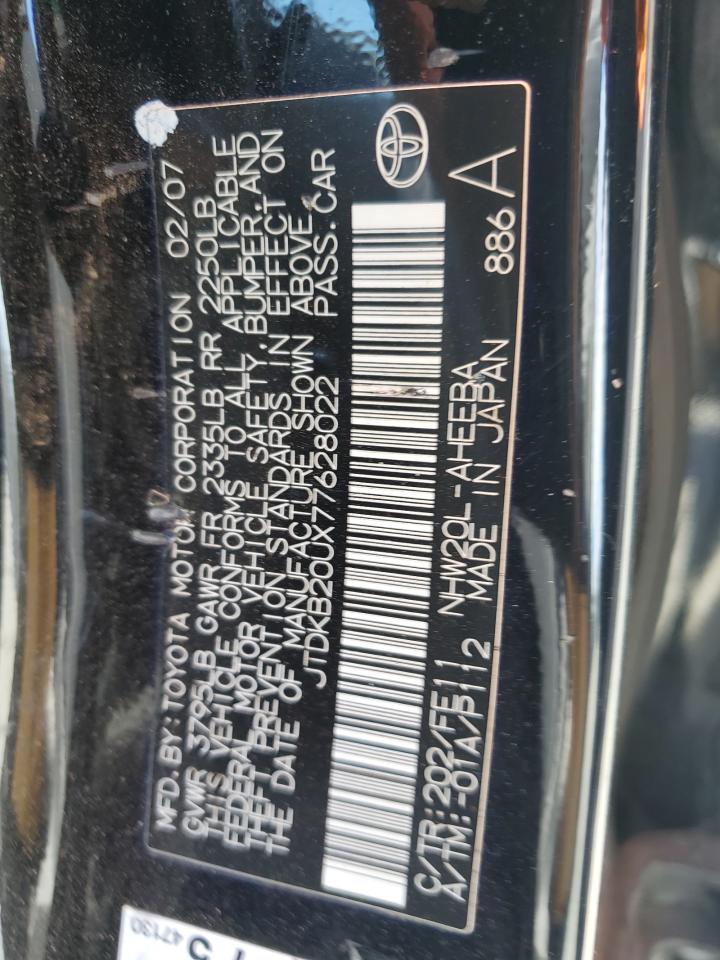 MFD. BY: TOYOTA MOTOR CORPORATION 02/07
GVWR 3795LB GAWR FR 2335LB RR 2250LB
THIS VEHICLE CONFORMS TO ALL APPLICABLE
FEDERAL MOTOR VEHICLE SAFETY, BUMPER, AND
THEFT PREVENTION STANDARDS IN EFFECT ON
THE DATE OF MANUFACTURE SHOWN ABOVE.
JTDKB20UX77628022 PASS. CAR
C/TR: 202/FE11 NHW20L-AHEEBA
A/TM: -01A/P112 MADE IN JAPAN 886 A
47130